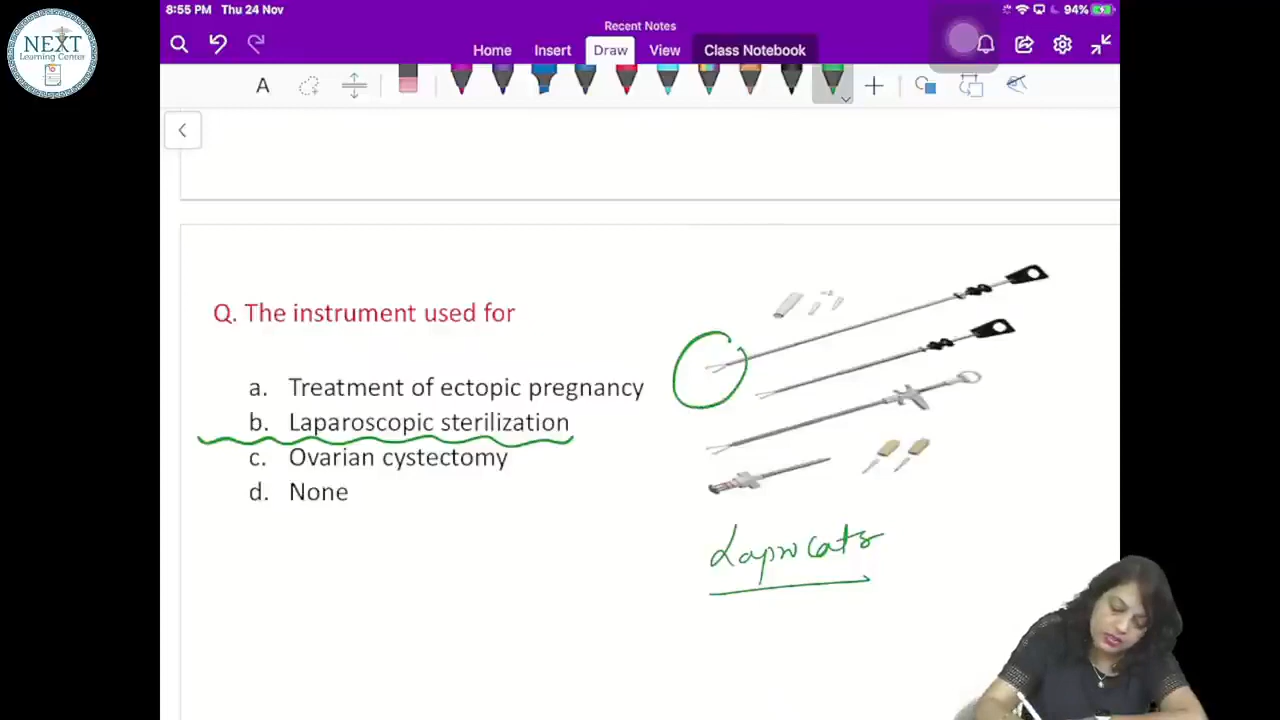 8:55 PM Thu 24 Nov
94%
Recent Notes
NEXT
Learning Center
Home Insert Draw View Class Notebook
A
Q. The instrument used for
a. Treatment of ectopic pregnancy
b. Laparoscopic sterilization
c. Ovarian cystectomy
d. None